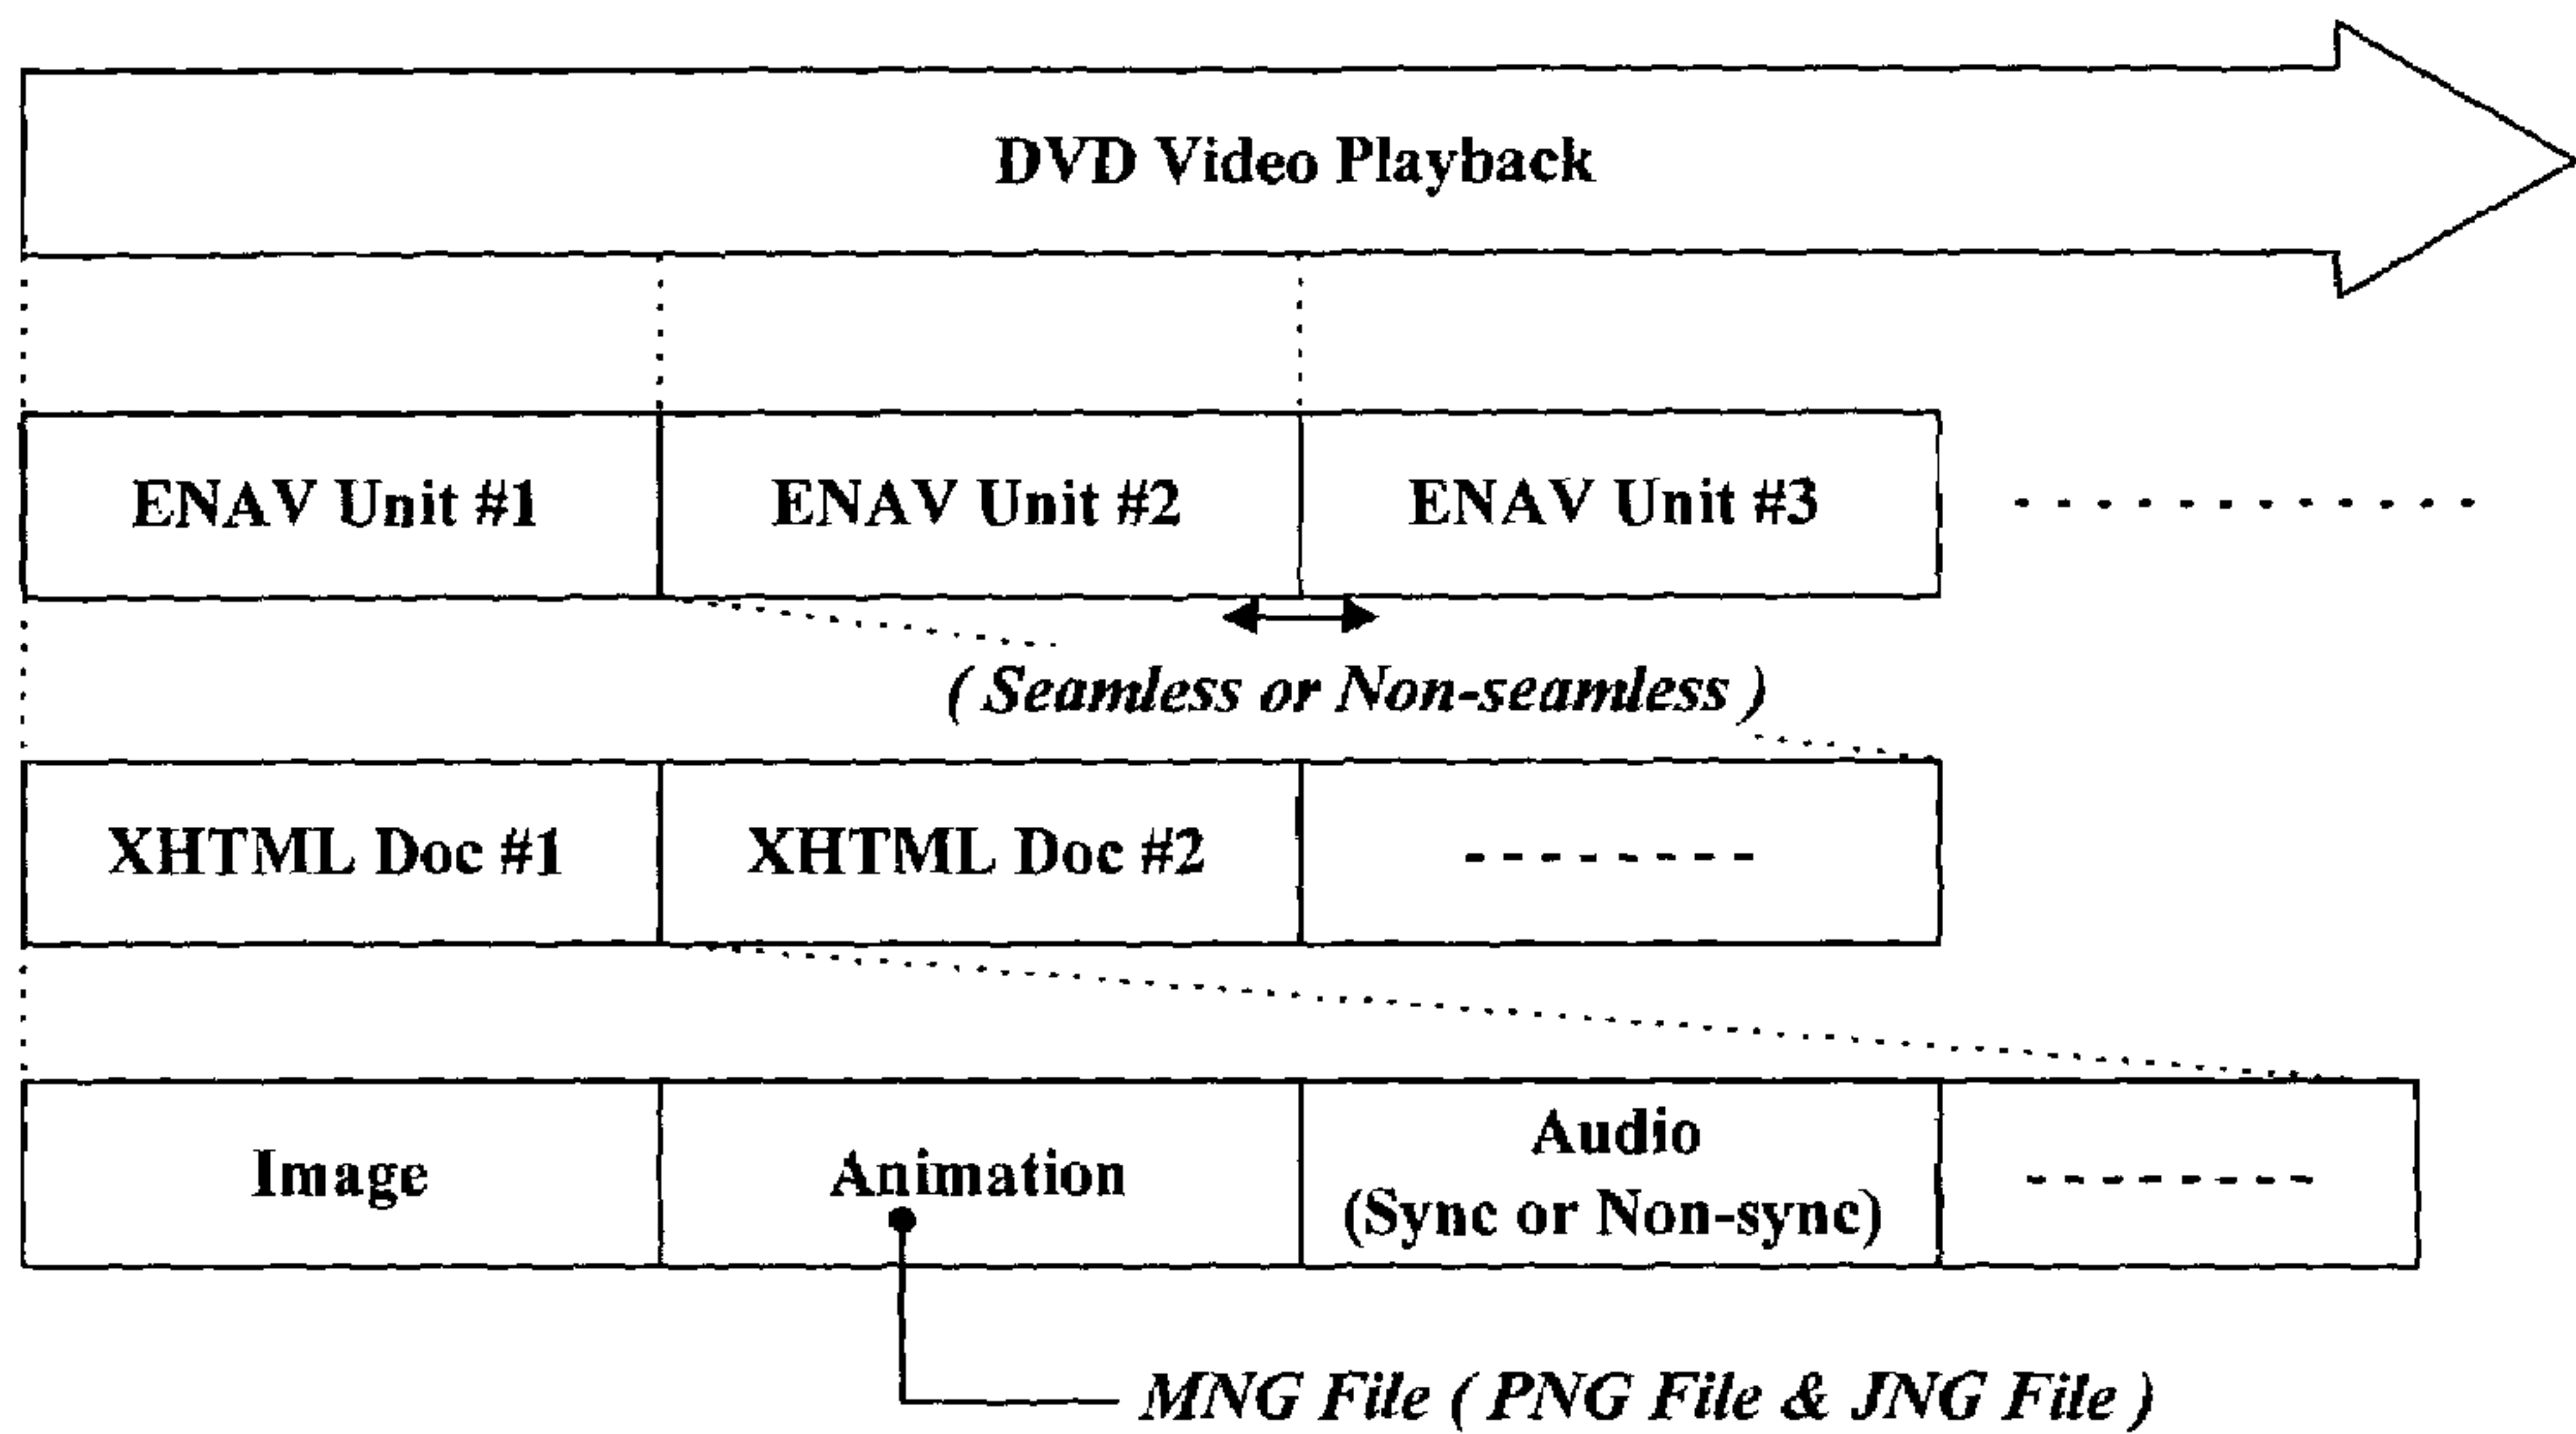 DVD Video Playback
ENAV Unit #1
ENAV Unit #2
ENAV Unit #3
( Seamless or Non-seamless )
XHTML Doc #1
XHTML Doc #2
Image
Animation
Audio
(Sync or Non-sync)
MNG File ( PNG File & JNG File )